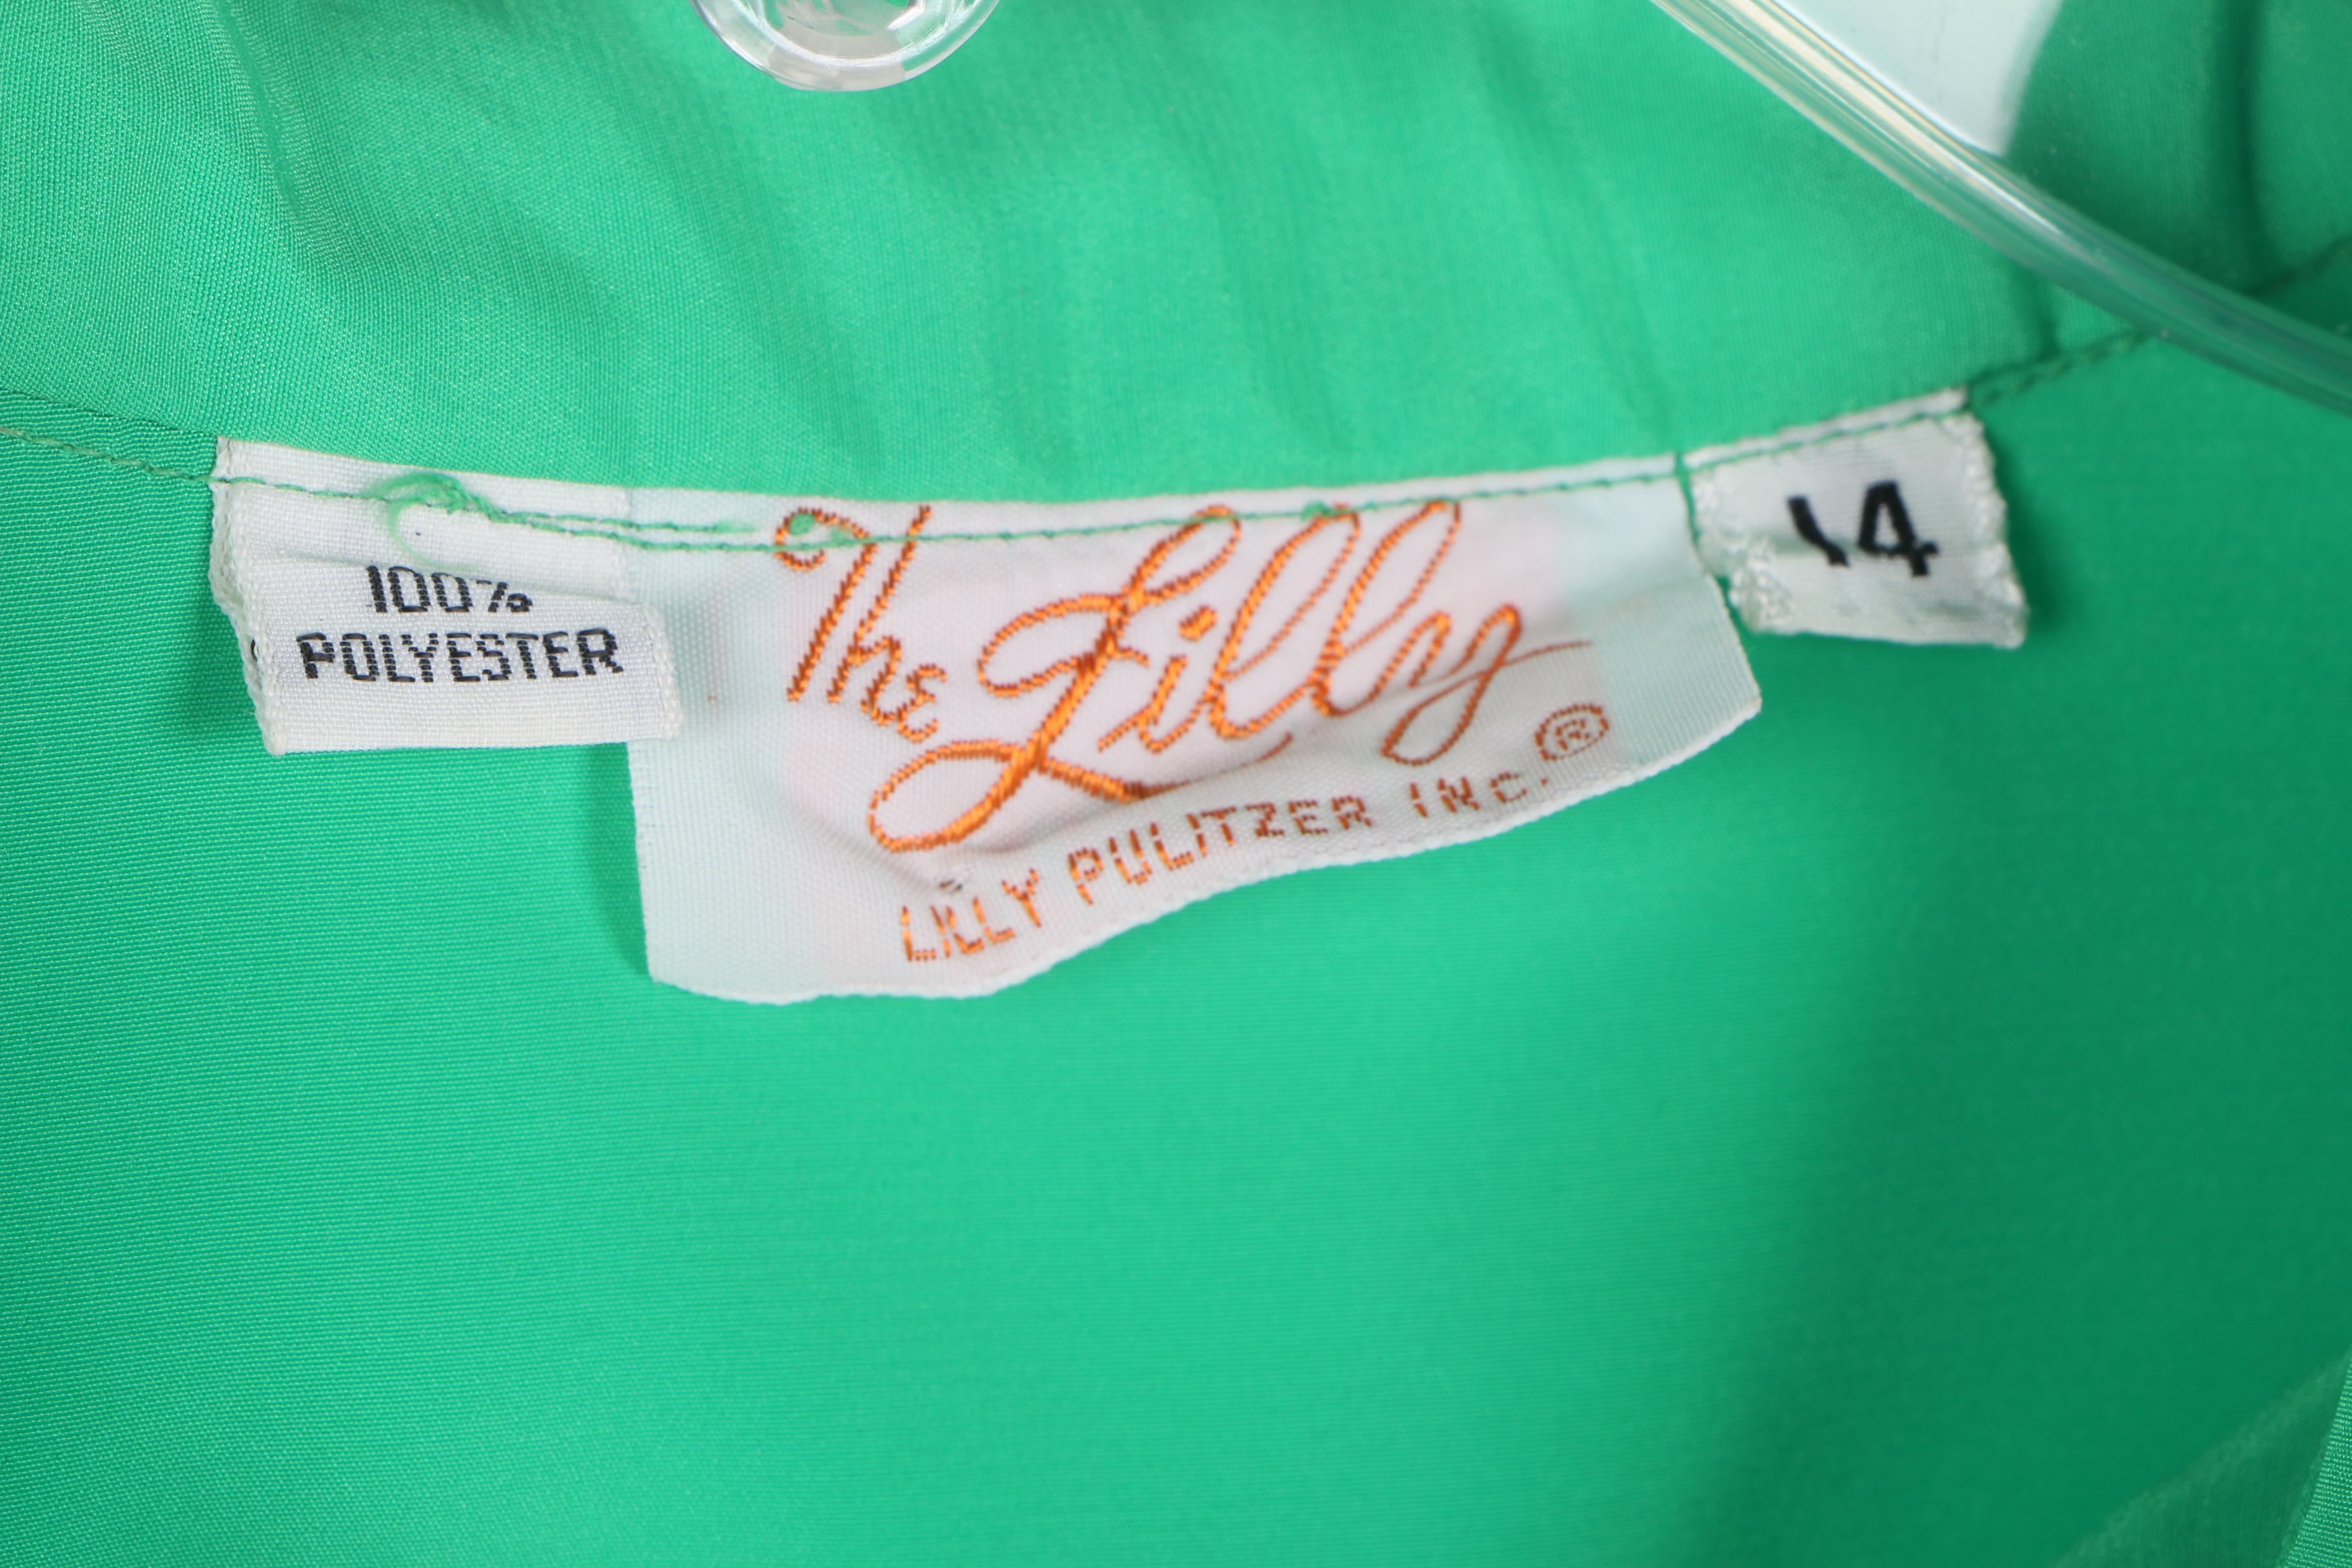 100%
POLYESTER
The Lilly
LILLY PULITZER INC.®
14